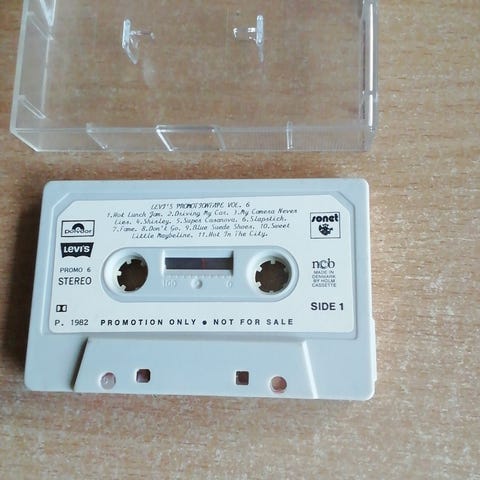 LEVI'S PROMOTIONTAPE VOL. 6
1.Hot Lunch Jam. 2.Driving My Car. 3.My Camera Never
Lies. 4.Shirley. 5.Super Casanova. 6.Slapstick.
7.Fame. 8.Don't Go. 9.Blue Suede Shoes. 10.Sweet
Little Maybeline. 11.Hot In The City.
polydor
LEVI'S
PROMO 6
STEREO
sonet
ncb
MADE IN
DENMARK
BY HOLM
CASSETTE
100 50 0
SIDE 1
P. 1982 PROMOTION ONLY ● NOT FOR SALE